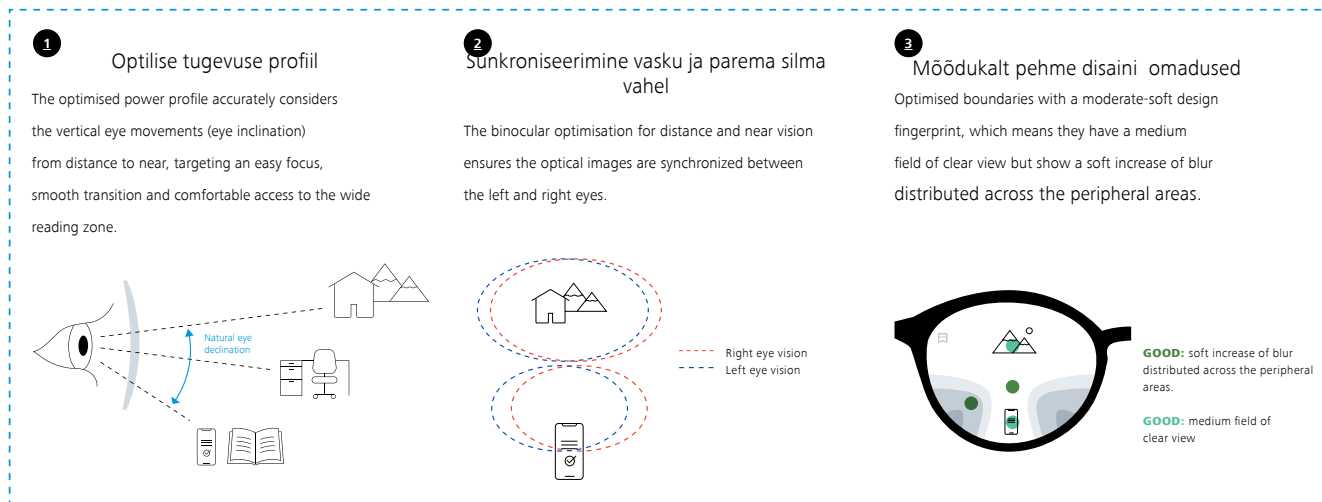 1
Optilise tugevuse profiil
The optimised power profile accurately considers
the vertical eye movements (eye inclination)
from distance to near, targeting an easy focus,
smooth transition and comfortable access to the wide
reading zone.
Natural eye
declination
2
Sünkroniseerimine vasku ja parema silma
vahel
The binocular optimisation for distance and near vision
ensures the optical images are synchronized between
the left and right eyes.
Right eye vision
Left eye vision
3
Mõõdukalt pehme disaini omadused
Optimised boundaries with a moderate-soft design
fingerprint, which means they have a medium
field of clear view but show a soft increase of blur
distributed across the peripheral areas.
GOOD: soft increase of blur
distributed across the peripheral
areas.
GOOD: medium field of
clear view